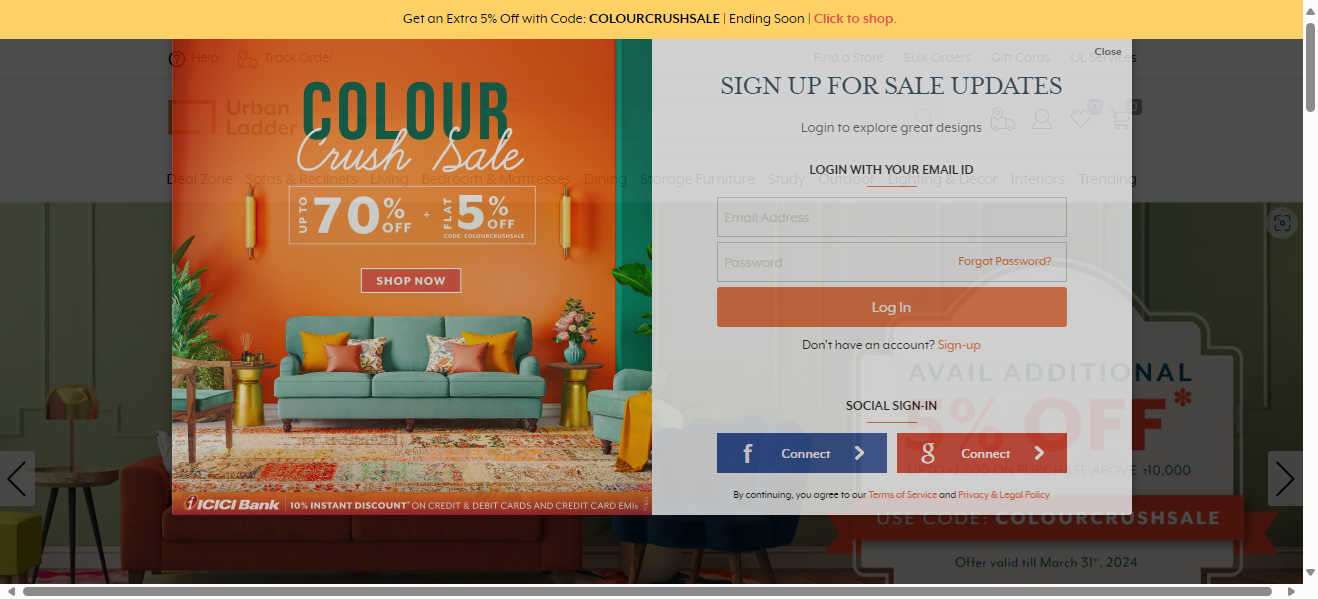 Get an Extra 5% Off with Code: COLOURCRUSHSALE | Ending Soon | Click to shop.
Help
Track Order
Find a Store
Bulk Orders
Gift Cards
UL Services
Close
Urban
Ladder
0
0
Deal Zone
Sofas & Recliners
Living
Bedroom & Mattresses
Dining
Storage Furniture
Study
Outdoor
Lighting & Decor
Interiors
Trending
COLOUR
Crush Sale
UP TO 70% OFF + FLAT 5% OFF
CODE: COLOURCRUSHSALE
SHOP NOW
ICICI Bank | 10% INSTANT DISCOUNT* ON CREDIT & DEBIT CARDS AND CREDIT CARD EMIs
SIGN UP FOR SALE UPDATES
Login to explore great designs
LOGIN WITH YOUR EMAIL ID
Email Address
Password
Forgot Password?
Log In
Don't have an account? Sign-up
SOCIAL SIGN-IN
f Connect
g Connect
By continuing, you agree to our Terms of Service and Privacy & Legal Policy
AVAIL ADDITIONAL
5% OFF*
ON PURCHASE ABOVE ₹10,000
USE CODE: COLOURCRUSHSALE
Offer valid till March 31st, 2024